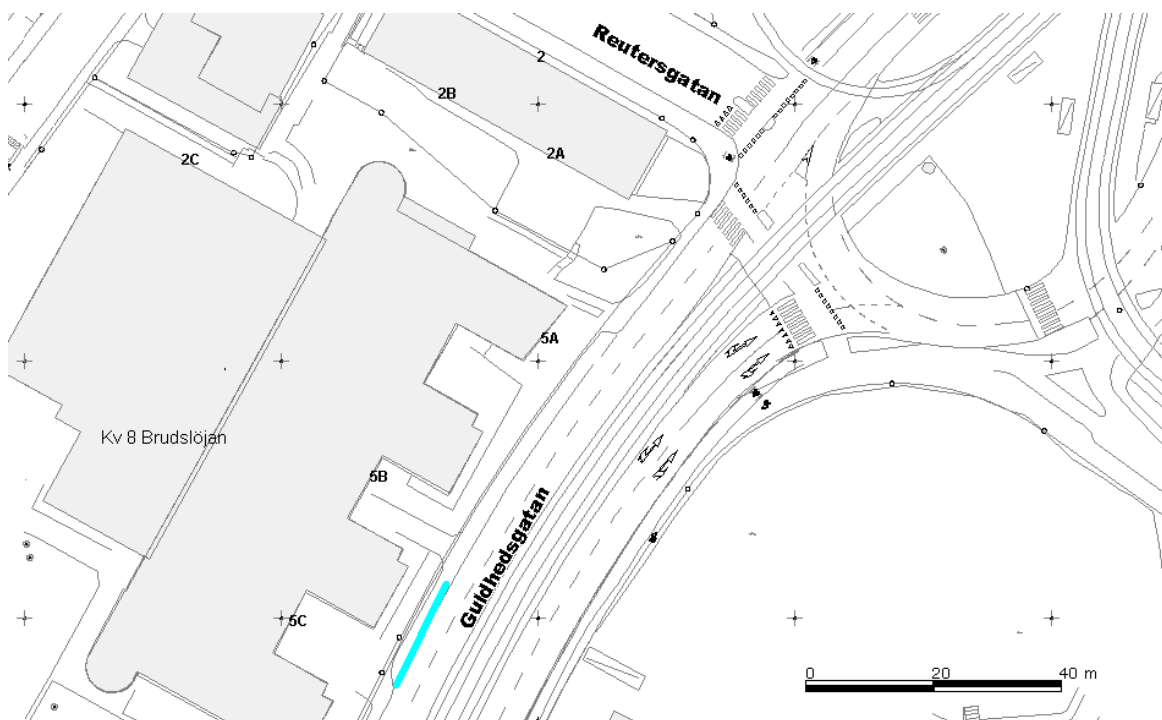 Reutersgatan
2
2B
2A
2C
5A
Kv 8 Brudslöjan
5B
Guldhedsgatan
5C
0 20 40 m